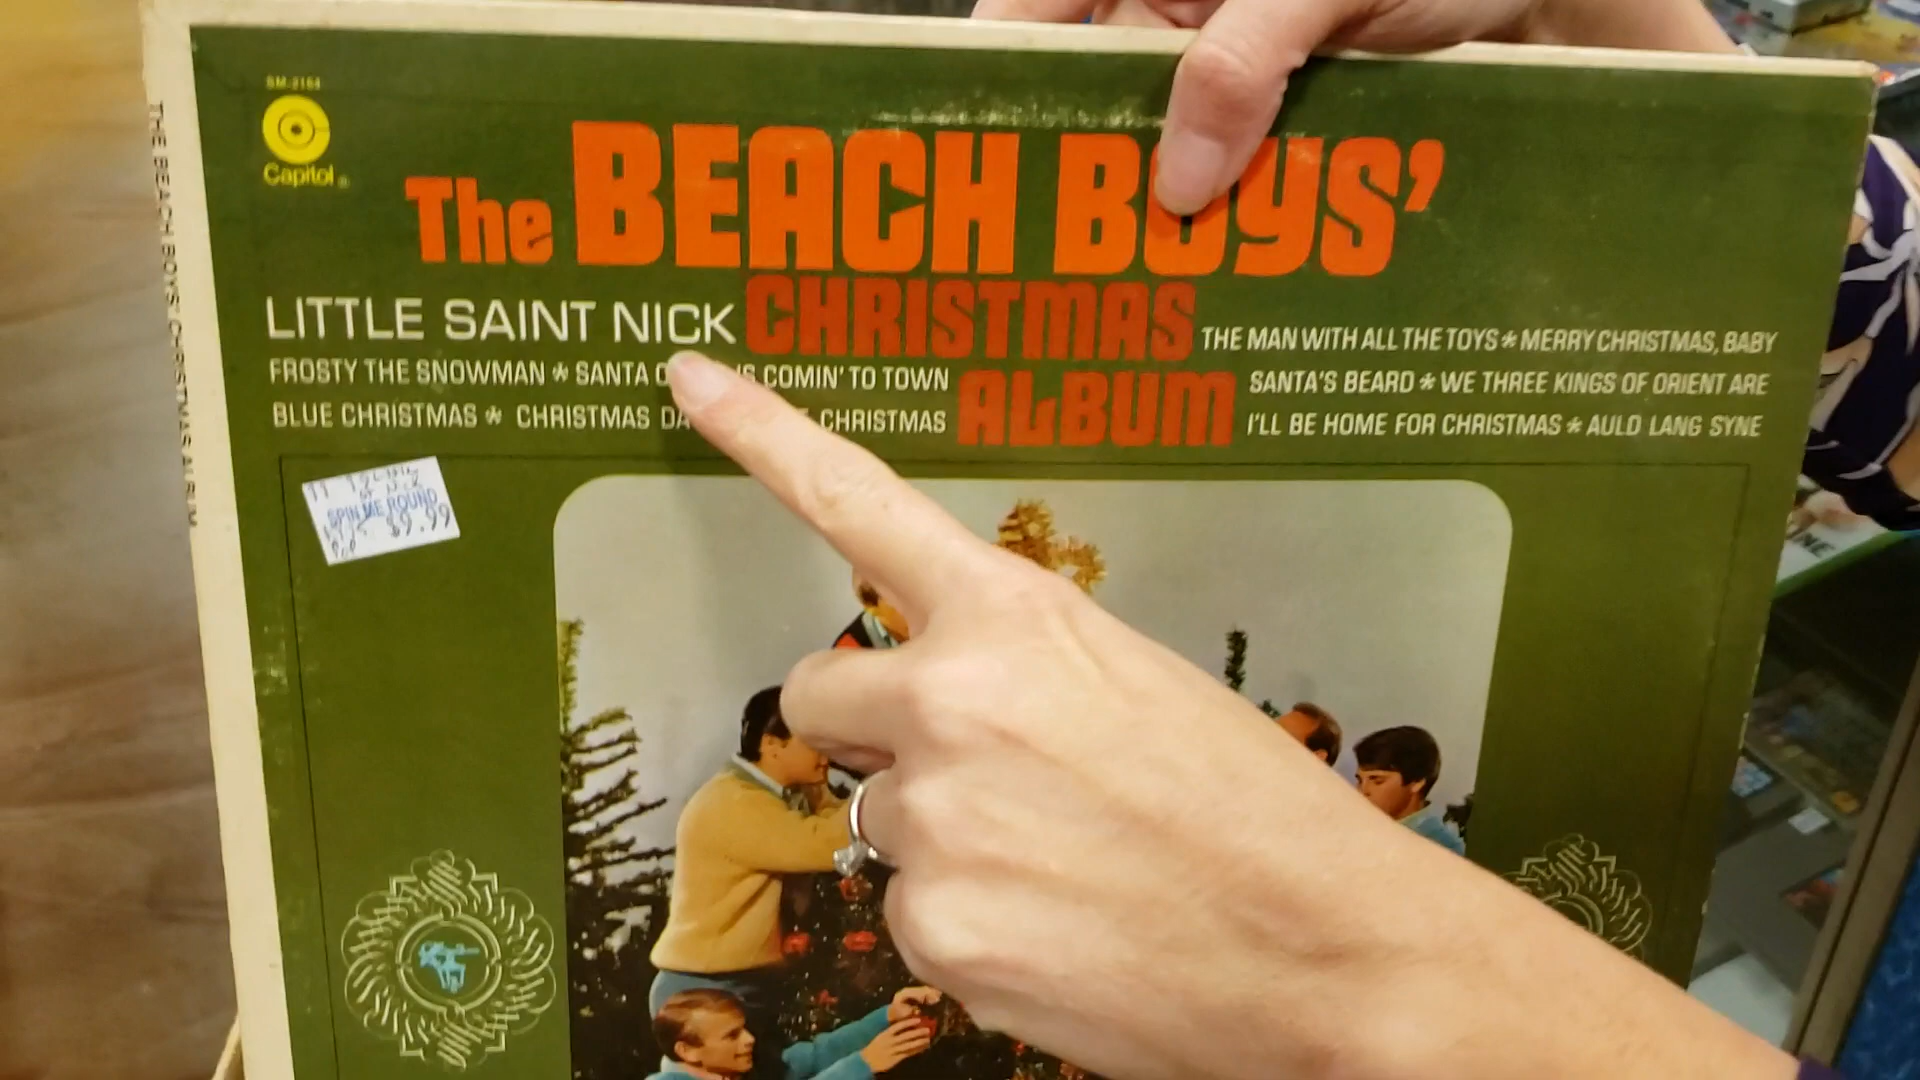 SM-2164
Capitol
The BEACH BOYS'
CHRISTMAS
ALBUM
LITTLE SAINT NICK
FROSTY THE SNOWMAN * SANTA COMIN' TO TOWN
BLUE CHRISTMAS * CHRISTMAS CHRISTMAS
THE MAN WITH ALL THE TOYS * MERRY CHRISTMAS, BABY
SANTA'S BEARD * WE THREE KINGS OF ORIENT ARE
I'LL BE HOME FOR CHRISTMAS * AULD LANG SYNE
SPIN ME ROUND
$9.99
POP
THE BEACH BOYS' CHRISTMAS ALBUM